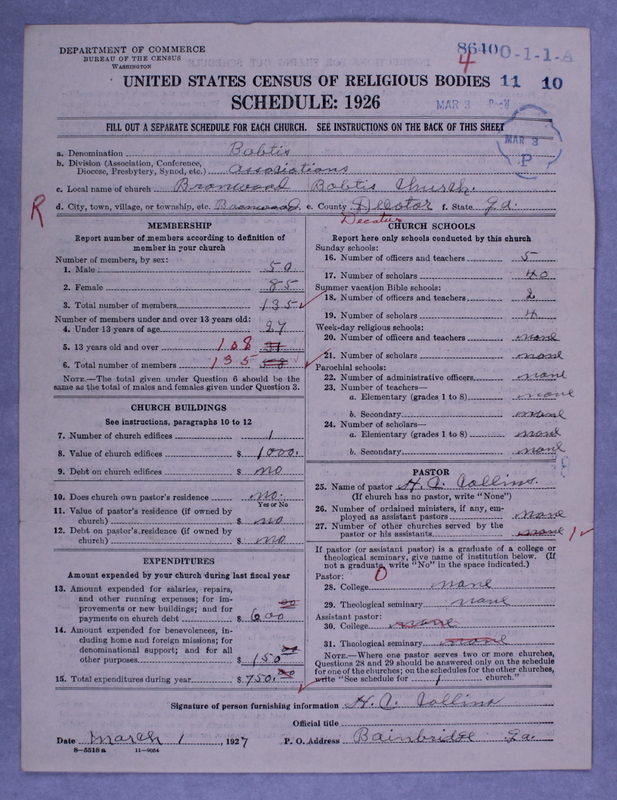 DEPARTMENT OF COMMERCE
BUREAU OF THE CENSUS
WASHINGTON
86400-1-1-A
4
UNITED STATES CENSUS OF RELIGIOUS BODIES 11 10
SCHEDULE: 1926
MAR 3
FILL OUT A SEPARATE SCHEDULE FOR EACH CHURCH. SEE INSTRUCTIONS ON THE BACK OF THIS SHEET
MAR 3
P
a. Denomination Babtis
b. Division (Association, Conference,
Diocese, Presbytery, Synod, etc.) associations
c. Local name of church Bronwood Babtis Church.
R
d. City, town, village, or township, etc. Bronwood. e. County Decator f. State Ga.
Decatur
MEMBERSHIP
Report number of members according to definition of
member in your church
Number of members, by sex:
1. Male 50
2. Female 85
3. Total number of members 135
Number of members under and over 13 years old:
4. Under 13 years of age 27
5. 13 years old and over 108 31
6. Total number of members 135 58
NOTE.—The total given under Question 6 should be the
same as the total of males and females given under Question 3.
CHURCH BUILDINGS
See instructions, paragraphs 10 to 12
7. Number of church edifices 1
8. Value of church edifices $ 1000.
9. Debt on church edifices $ no
10. Does church own pastor's residence no.
Yes or No
11. Value of pastor's residence (if owned by
church) $ no
12. Debt on pastor's residence (if owned by
church) $ no
EXPENDITURES
Amount expended by your church during last fiscal year
13. Amount expended for salaries, repairs,
and other running expenses; for im-
provements or new buildings; and for
payments on church debt $ 600 00
14. Amount expended for benevolences, in-
cluding home and foreign missions; for
denominational support; and for all
other purposes $ 150 00
15. Total expenditures during year $ 750. 00
CHURCH SCHOOLS
Report here only schools conducted by this church
Sunday schools:
16. Number of officers and teachers 5
17. Number of scholars 40
Summer vacation Bible schools:
18. Number of officers and teachers 2
19. Number of scholars 4
Week-day religious schools:
20. Number of officers and teachers none
21. Number of scholars none
Parochial schools:
22. Number of administrative officers none
23. Number of teachers—
a. Elementary (grades 1 to 8) none
b. Secondary none
24. Number of scholars—
a. Elementary (grades 1 to 8) none
b. Secondary none
PASTOR
25. Name of pastor H. A. Collins.
(If church has no pastor, write "None")
26. Number of ordained ministers, if any, em-
ployed as assistant pastors none
27. Number of other churches served by the
pastor or his assistants none 1
If pastor (or assistant pastor) is a graduate of a college or
theological seminary, give name of institution below. (If
not a graduate, write "No" in the space indicated.)
Pastor: 0
28. College none
29. Theological seminary none
Assistant pastor:
30. College none
31. Theological seminary none
NOTE.—Where one pastor serves two or more churches,
Questions 28 and 29 should be answered only on the schedule
for one of the churches; on the schedules for the other churches,
write "See schedule for 1 church."
Signature of person furnishing information H. A. Collins
Official title
Date March 1, 1927 P. O. Address Bainbridge Ga.
8—5518a 11—9054